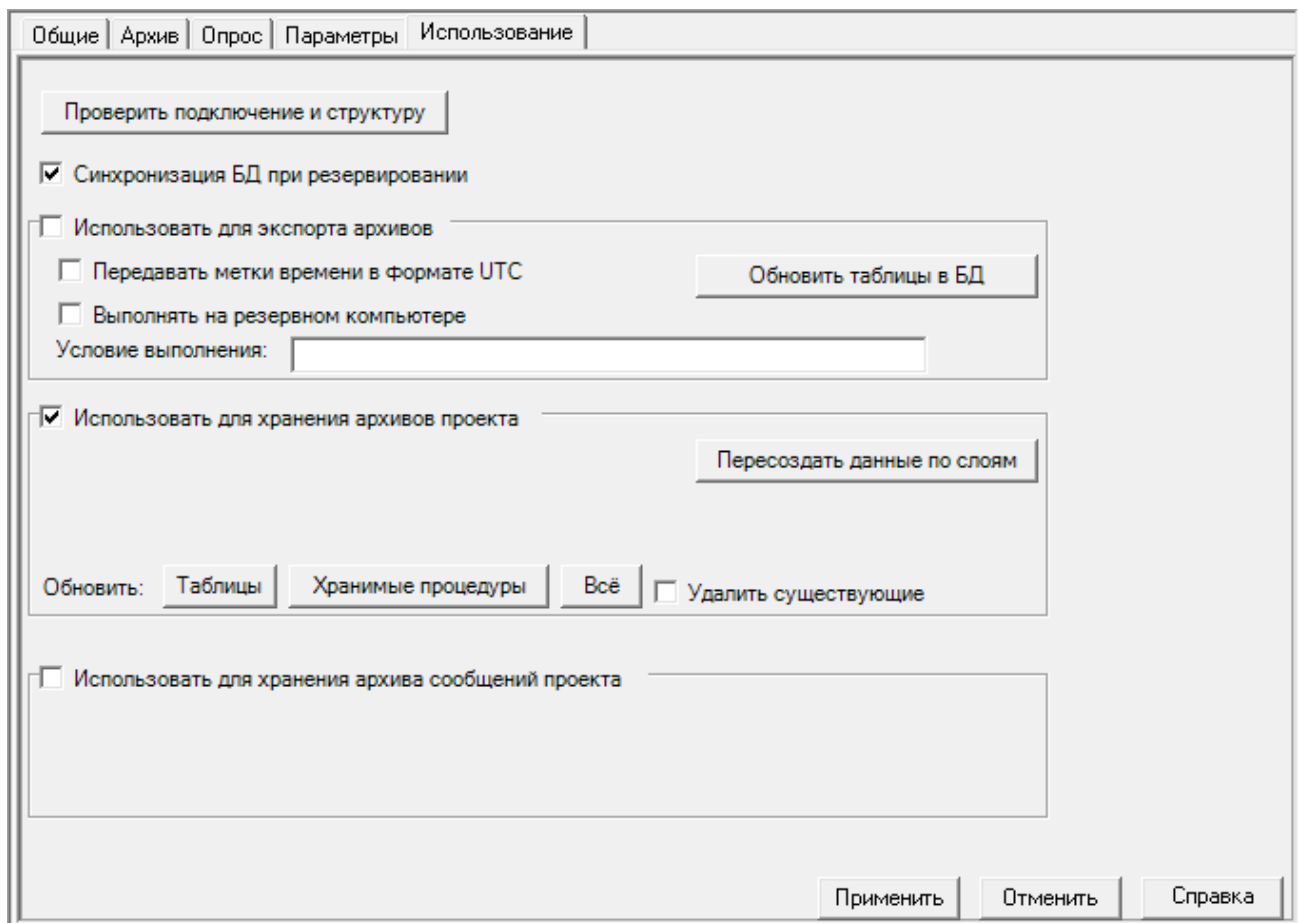 Общие Архив Опрос Параметры Использование
Проверить подключение и структуру
Синхронизация БД при резервировании
Использовать для экспорта архивов
Передавать метки времени в формате UTC Обновить таблицы в БД
Выполнять на резервном компьютере
Условие выполнения:
Использовать для хранения архивов проекта
Пересоздать данные по слоям
Обновить: Таблицы Хранимые процедуры Всё Удалить существующие
Использовать для хранения архива сообщений проекта
Применить Отменить Справка